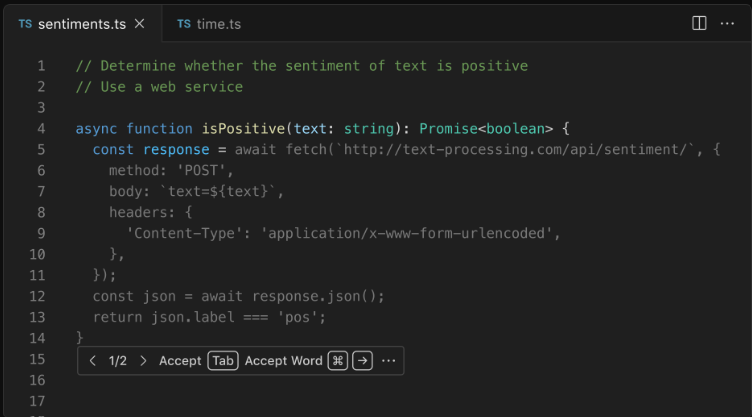 TS sentiments.ts × TS time.ts ...
1 // Determine whether the sentiment of text is positive
2 // Use a web service
3
4 async function isPositive(text: string): Promise<boolean> {
5 const response = await fetch(`http://text-processing.com/api/sentiment/`, {
6 method: 'POST',
7 body: `text=${text}`,
8 headers: {
9 'Content-Type': 'application/x-www-form-urlencoded',
10 },
11 });
12 const json = await response.json();
13 return json.label === 'pos';
14 }
15 < 1/2 > Accept Tab Accept Word ⌘ → ...
16
17